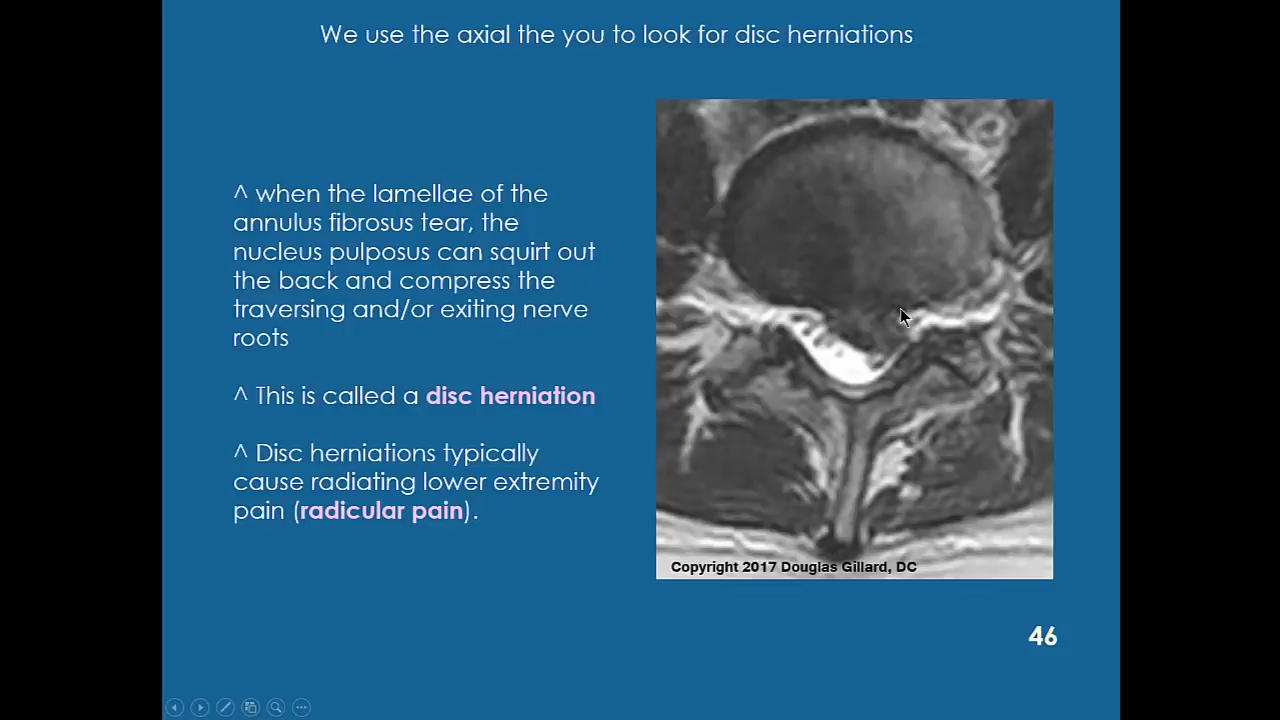 We use the axial the you to look for disc herniations
^ when the lamellae of the
annulus fibrosus tear, the
nucleus pulposus can squirt out
the back and compress the
traversing and/or exiting nerve
roots
^ This is called a disc herniation
^ Disc herniations typically
cause radiating lower extremity
pain (radicular pain).
Copyright 2017 Douglas Gillard, DC
46